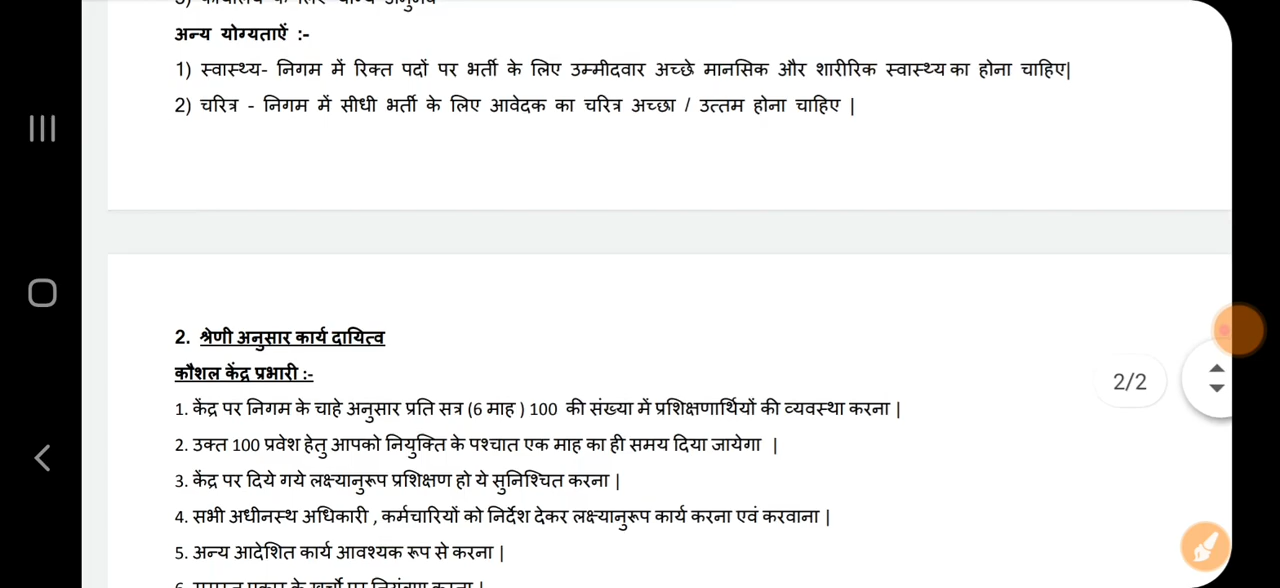 अन्य योग्यताऐं :-
1) स्वास्थ्य- निगम में रिक्त पदों पर भर्ती के लिए उम्मीदवार अच्छे मानसिक और शारीरिक स्वास्थ्य का होना चाहिए|
2) चरित्र - निगम में सीधी भर्ती के लिए आवेदक का चरित्र अच्छा / उत्तम होना चाहिए |
2. श्रेणी अनुसार कार्य दायित्व
कौशल केंद्र प्रभारी :-
1. केंद्र पर निगम के चाहे अनुसार प्रति सत्र (6 माह ) 100 की संख्या में प्रशिक्षणार्थियों की व्यवस्था करना |
2/2
2. उक्त 100 प्रवेश हेतु आपको नियुक्ति के पश्चात एक माह का ही समय दिया जायेगा |
3. केंद्र पर दिये गये लक्ष्यानुरूप प्रशिक्षण हो ये सुनिश्चित करना |
4. सभी अधीनस्थ अधिकारी , कर्मचारियों को निर्देश देकर लक्ष्यानुरूप कार्य करना एवं करवाना |
5. अन्य आदेशित कार्य आवश्यक रूप से करना |